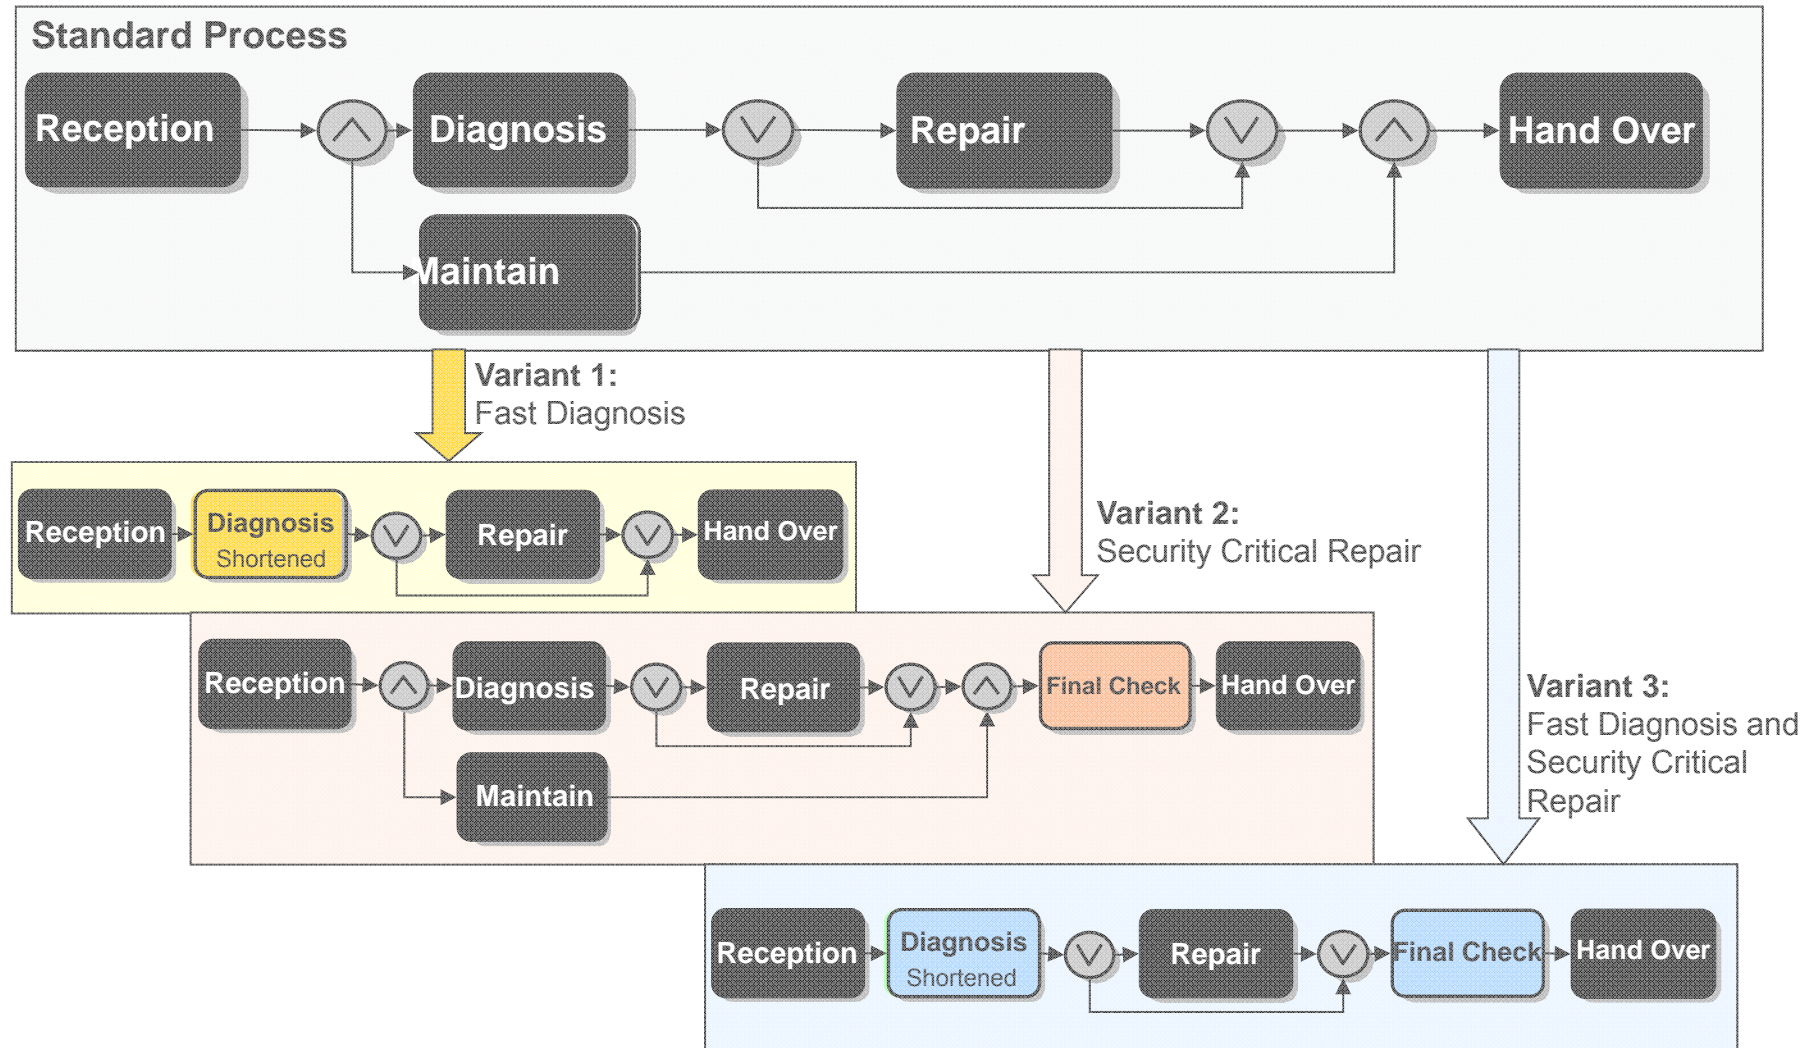 Standard Process
Reception
Diagnosis
Repair
Hand Over
Maintain
Variant 1:
Fast Diagnosis
Reception
Diagnosis
Shortened
Repair
Hand Over
Variant 2:
Security Critical Repair
Reception
Diagnosis
Repair
Final Check
Hand Over
Maintain
Variant 3:
Fast Diagnosis and
Security Critical
Repair
Reception
Diagnosis
Shortened
Repair
Final Check
Hand Over